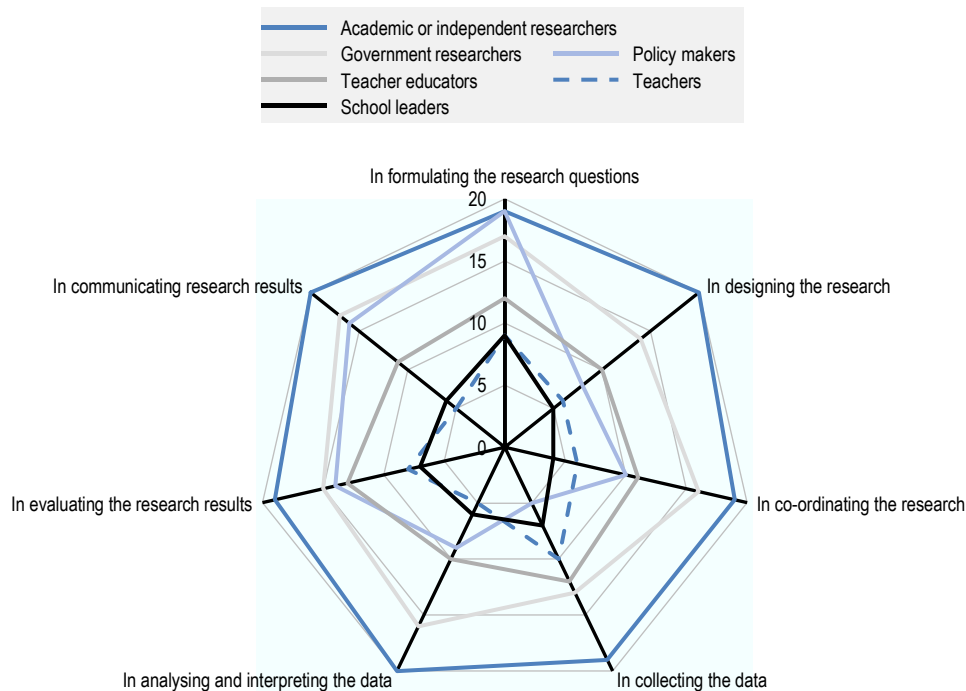 Academic or independent researchers
Government researchers
Policy makers
Teacher educators
Teachers
School leaders
In formulating the research questions
20
In communicating research results
15
In designing the research
10
5
0
In evaluating the research results
In co-ordinating the research
In analysing and interpreting the data
In collecting the data